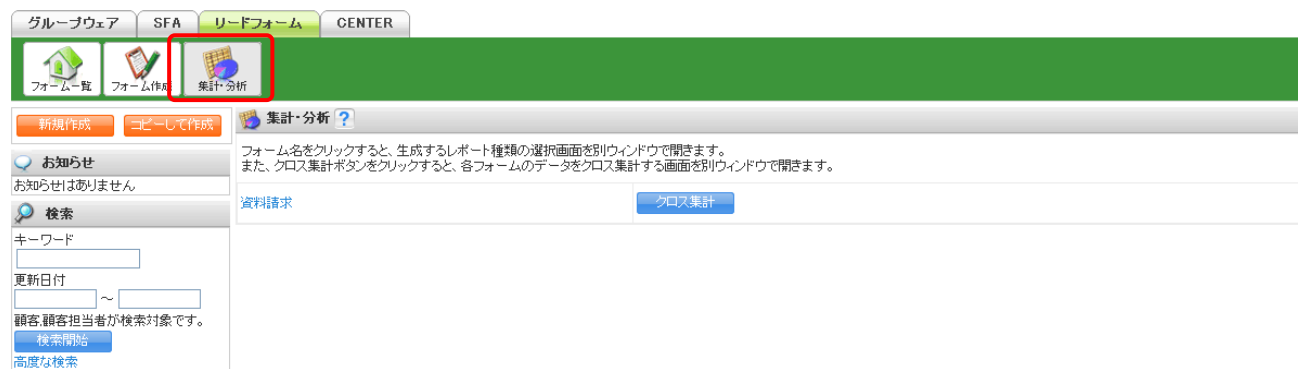 グループウェア SFA リードフォーム CENTER
フォーム一覧 フォーム作成 集計・分析
新規作成 コピーして作成 集計・分析 ?
フォーム名をクリックすると、生成するレポート種類の選択画面を別ウィンドウで開きます。
また、クロス集計ボタンをクリックすると、各フォームのデータをクロス集計する画面を別ウィンドウで開きます。
資料請求 クロス集計
お知らせ
お知らせはありません
検索
キーワード
更新日付
～
顧客,顧客担当者が検索対象です。
検索開始
高度な検索